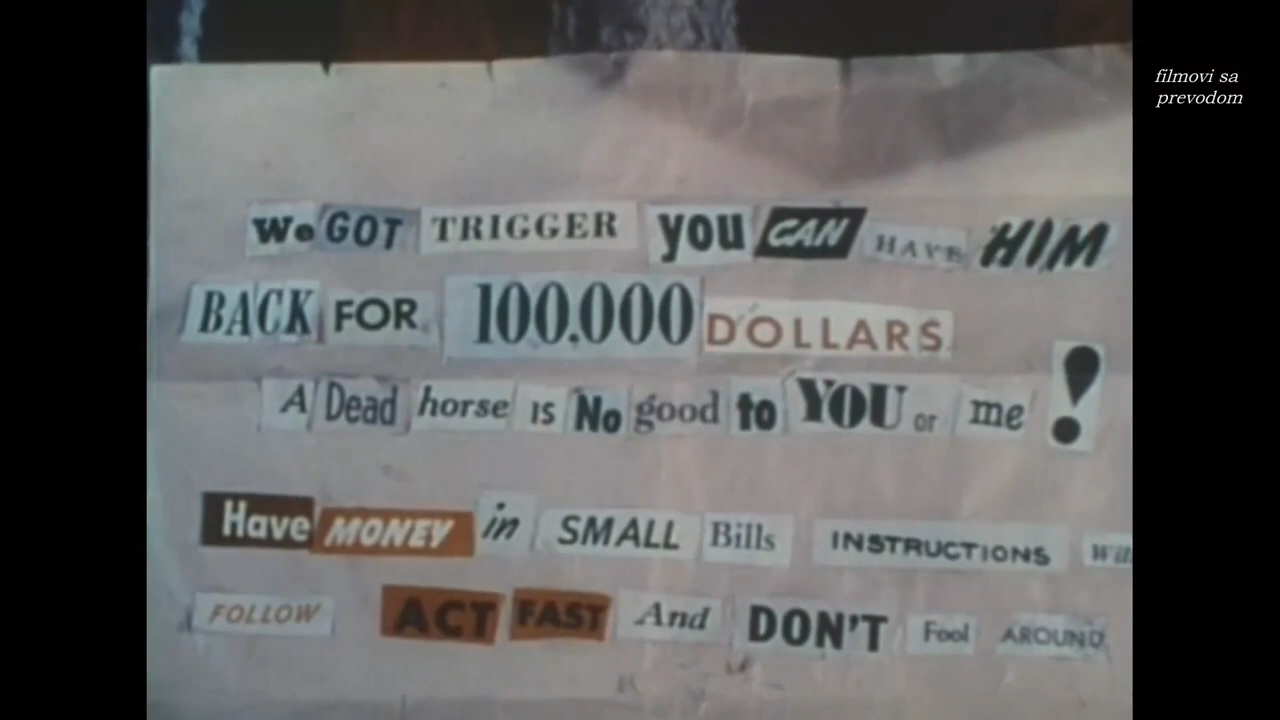 filmovi sa
prevodom
We GOT TRIGGER you CAN HAVE HIM
BACK FOR 100.000 DOLLARS
A Dead horse IS No good to YOU or me !
Have MONEY in SMALL Bills INSTRUCTIONS Will
FOLLOW ACT FAST And DON'T Fool AROUND